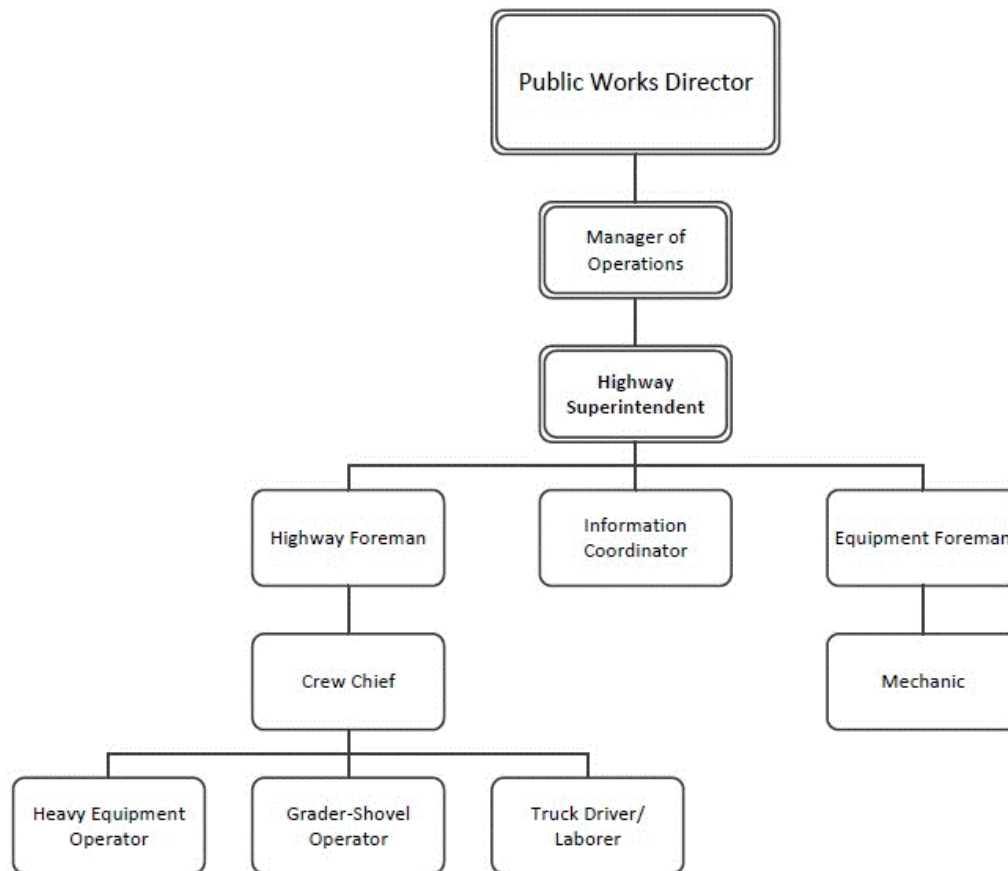 Public Works Director
Manager of
Operations
Highway
Superintendent
Highway Foreman
Information
Coordinator
Equipment Foreman
Crew Chief
Mechanic
Heavy Equipment
Operator
Grader-Shovel
Operator
Truck Driver/
Laborer